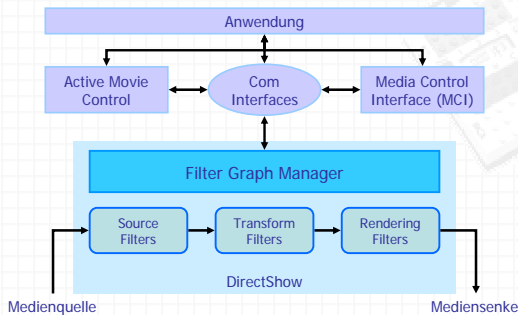 Anwendung
Active Movie
Control
Com
Interfaces
Media Control
Interface (MCI)
Filter Graph Manager
Source
Filters
Transform
Filters
Rendering
Filters
DirectShow
Medienquelle
Mediensenke